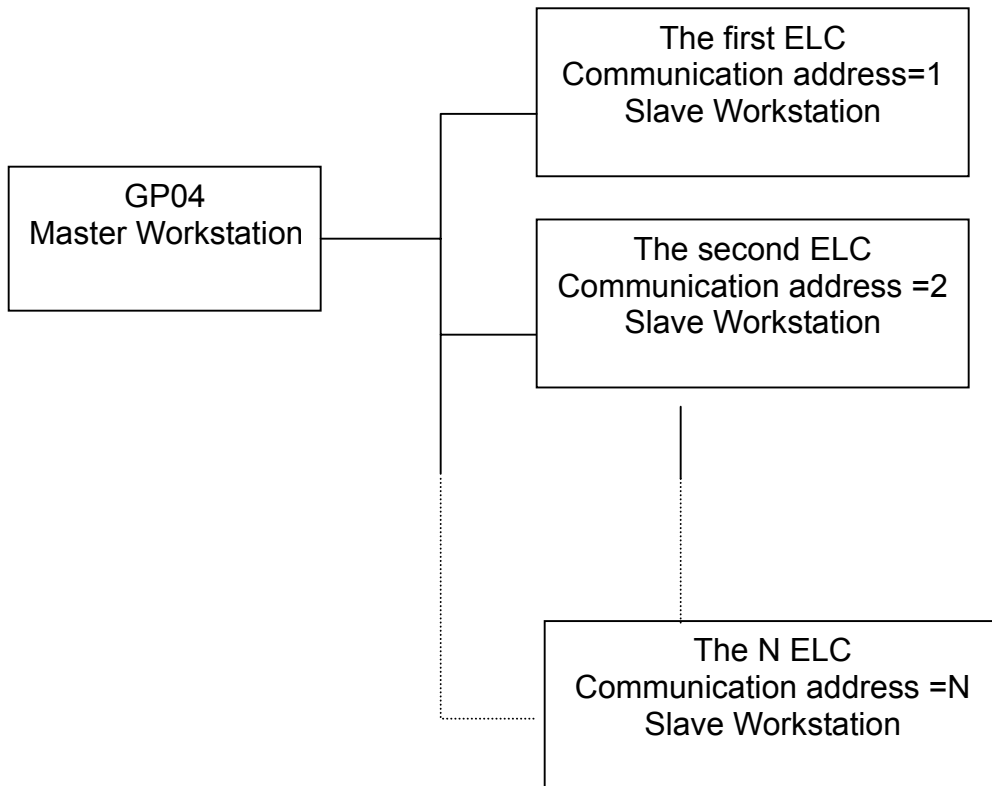 GP04
Master Workstation
The first ELC
Communication address=1
Slave Workstation
The second ELC
Communication address =2
Slave Workstation
The N ELC
Communication address =N
Slave Workstation